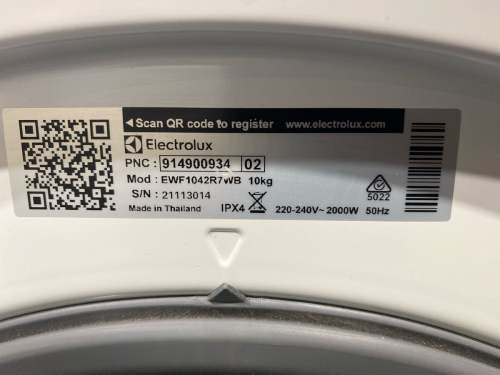 ◀Scan QR code to register www.electrolux.com
Electrolux
PNC : 914900934 02
Mod : EWF1042R7WB 10kg
S/N : 21113014
5022
Made in Thailand IPX4 220-240V~ 2000W 50Hz